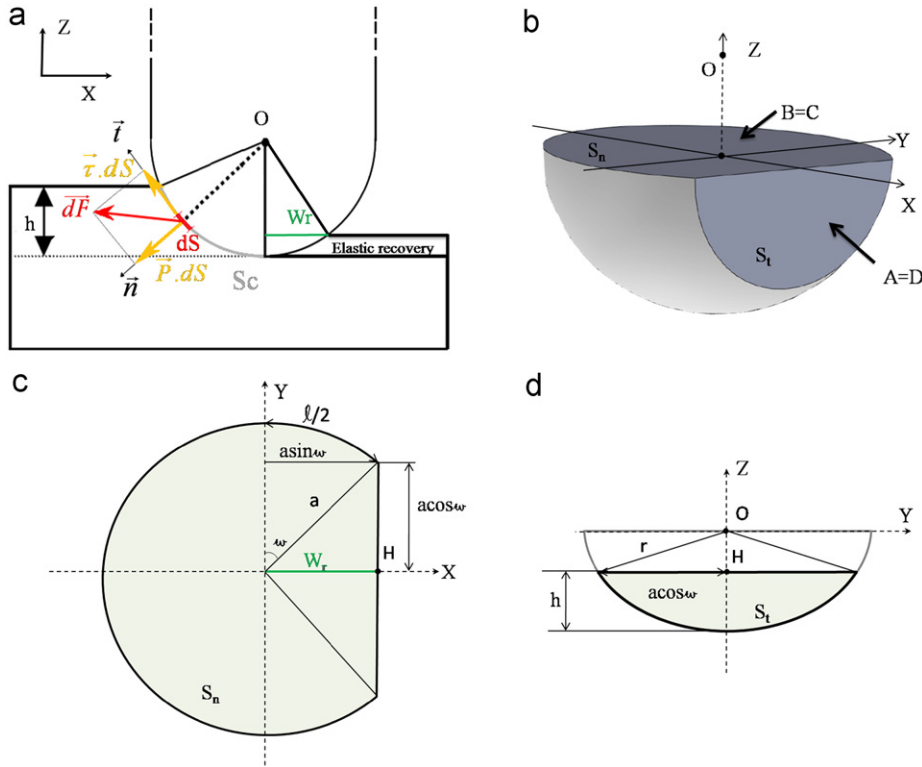 a
Z
X
O
t
τ.dS
dF
h
Wr
dS
P.dS
n
Sc
Elastic recovery
b
Z
O
B=C
Y
Sn
X
St
A=D
c
Y
ℓ/2
asinω
a
acosω
ω
Wr
H
X
Sn
d
Z
O
Y
r
H
h
acosω
St